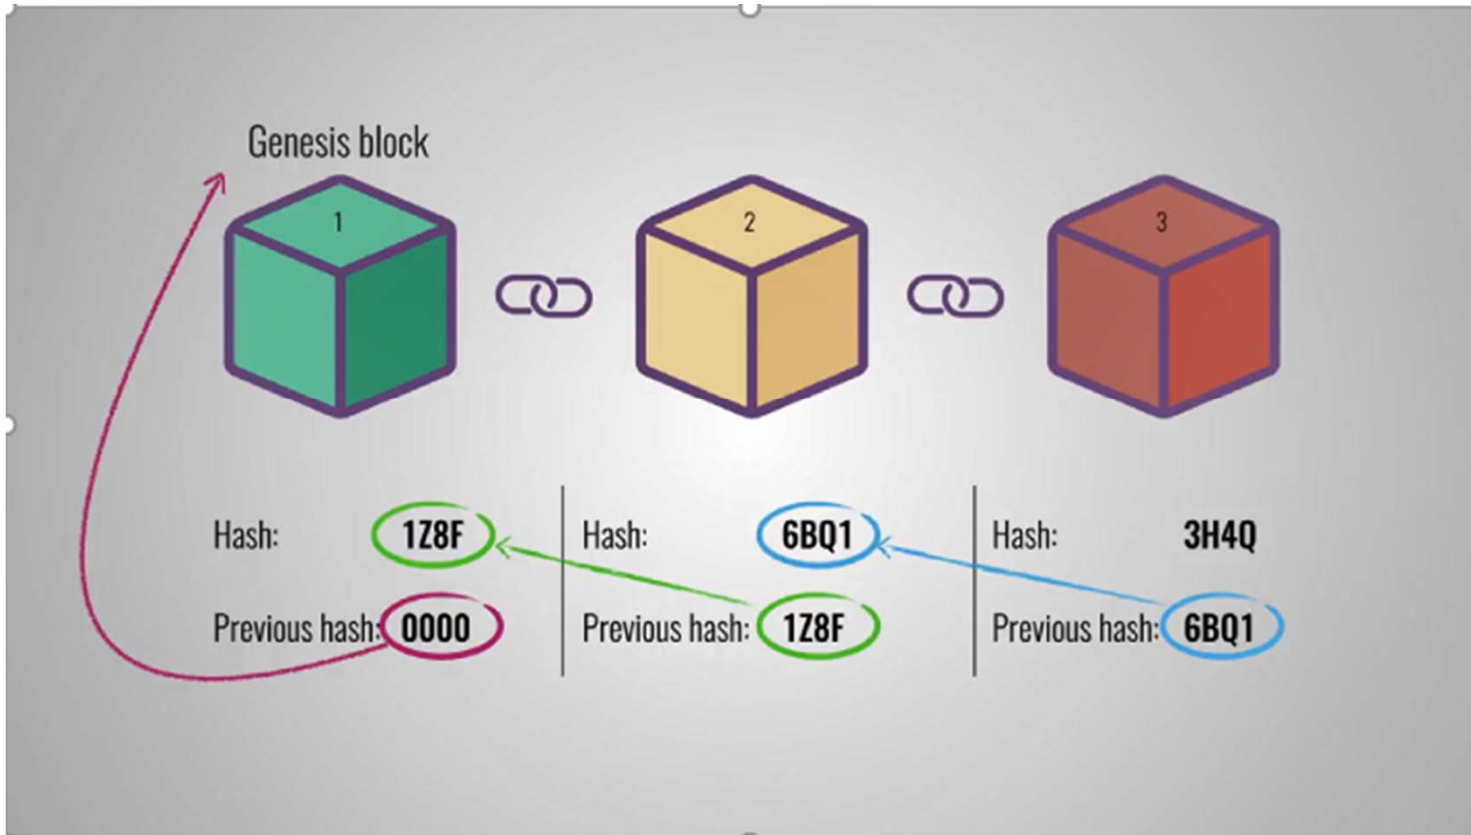 Genesis block
1
2
3
Hash: 1Z8F
Previous hash: 0000
Hash: 6BQ1
Previous hash: 1Z8F
Hash: 3H4Q
Previous hash: 6BQ1